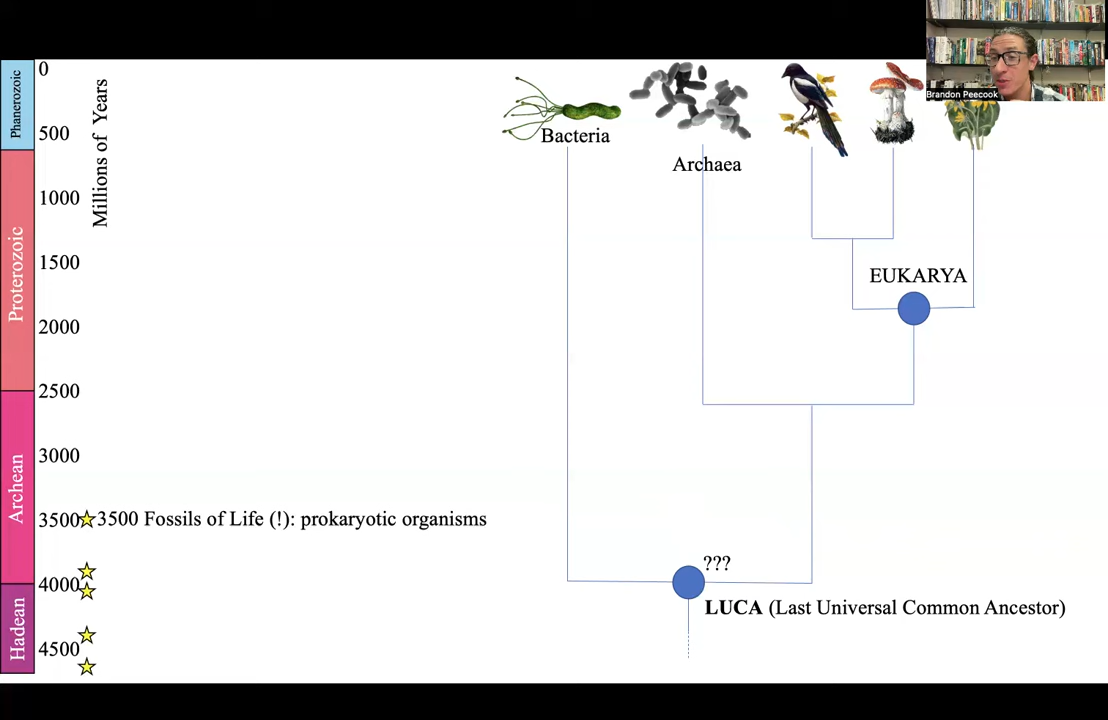 Brandon Peecook
Phanerozoic
Proterozoic
Archean
Hadean
Millions of Years
0
500
1000
1500
2000
2500
3000
3500
4000
4500
Bacteria
Archaea
EUKARYA
3500 Fossils of Life (!): prokaryotic organisms
???
LUCA (Last Universal Common Ancestor)